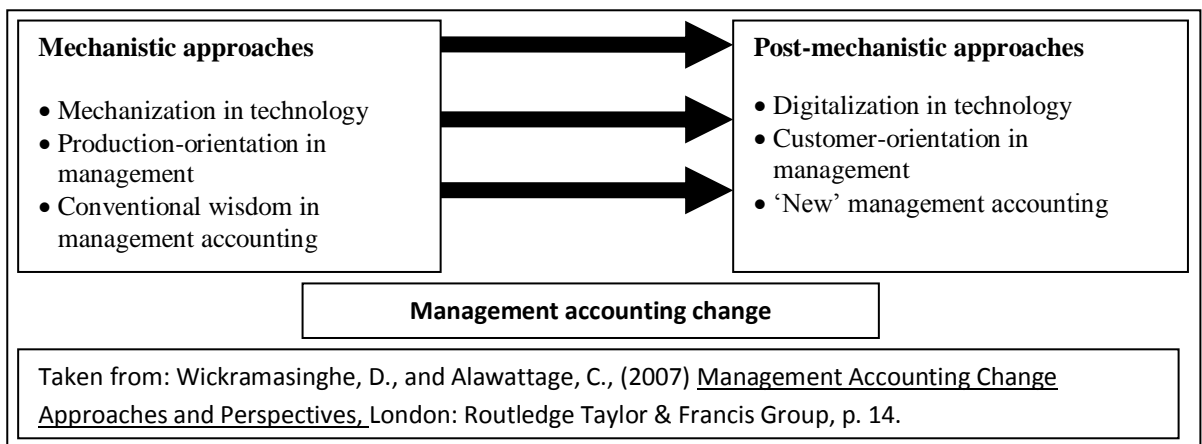 Mechanistic approaches
• Mechanization in technology
• Production-orientation in
management
• Conventional wisdom in
management accounting
Post-mechanistic approaches
• Digitalization in technology
• Customer-orientation in
management
• ‘New’ management accounting
Management accounting change
Taken from: Wickramasinghe, D., and Alawattage, C., (2007) Management Accounting Change
Approaches and Perspectives, London: Routledge Taylor & Francis Group, p. 14.